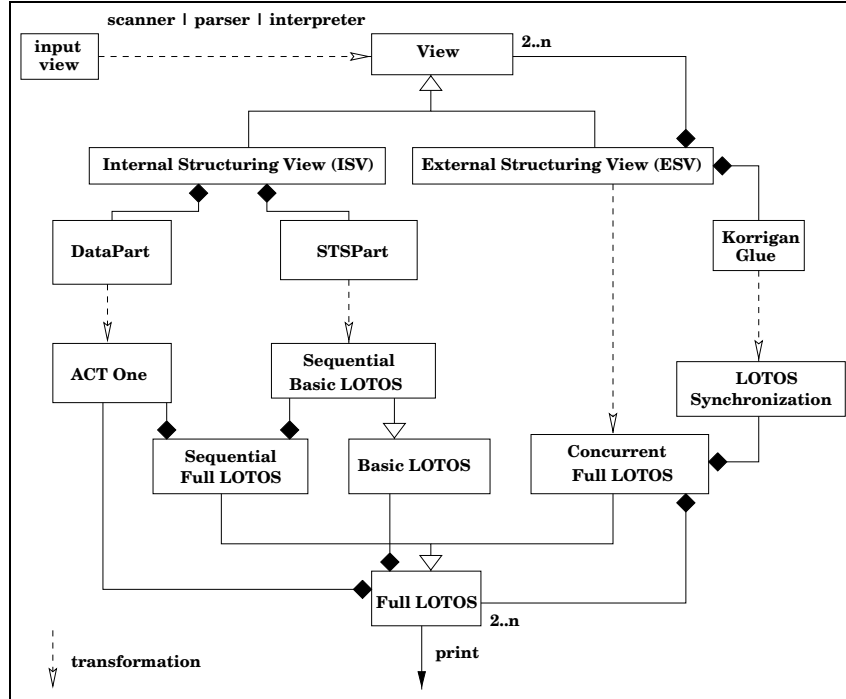 scanner | parser | interpreter
input
view
View
2..n
Internal Structuring View (ISV)
External Structuring View (ESV)
DataPart
STSPart
Korrigan
Glue
ACT One
Sequential
Basic LOTOS
LOTOS
Synchronization
Sequential
Full LOTOS
Basic LOTOS
Concurrent
Full LOTOS
Full LOTOS
2..n
print
transformation